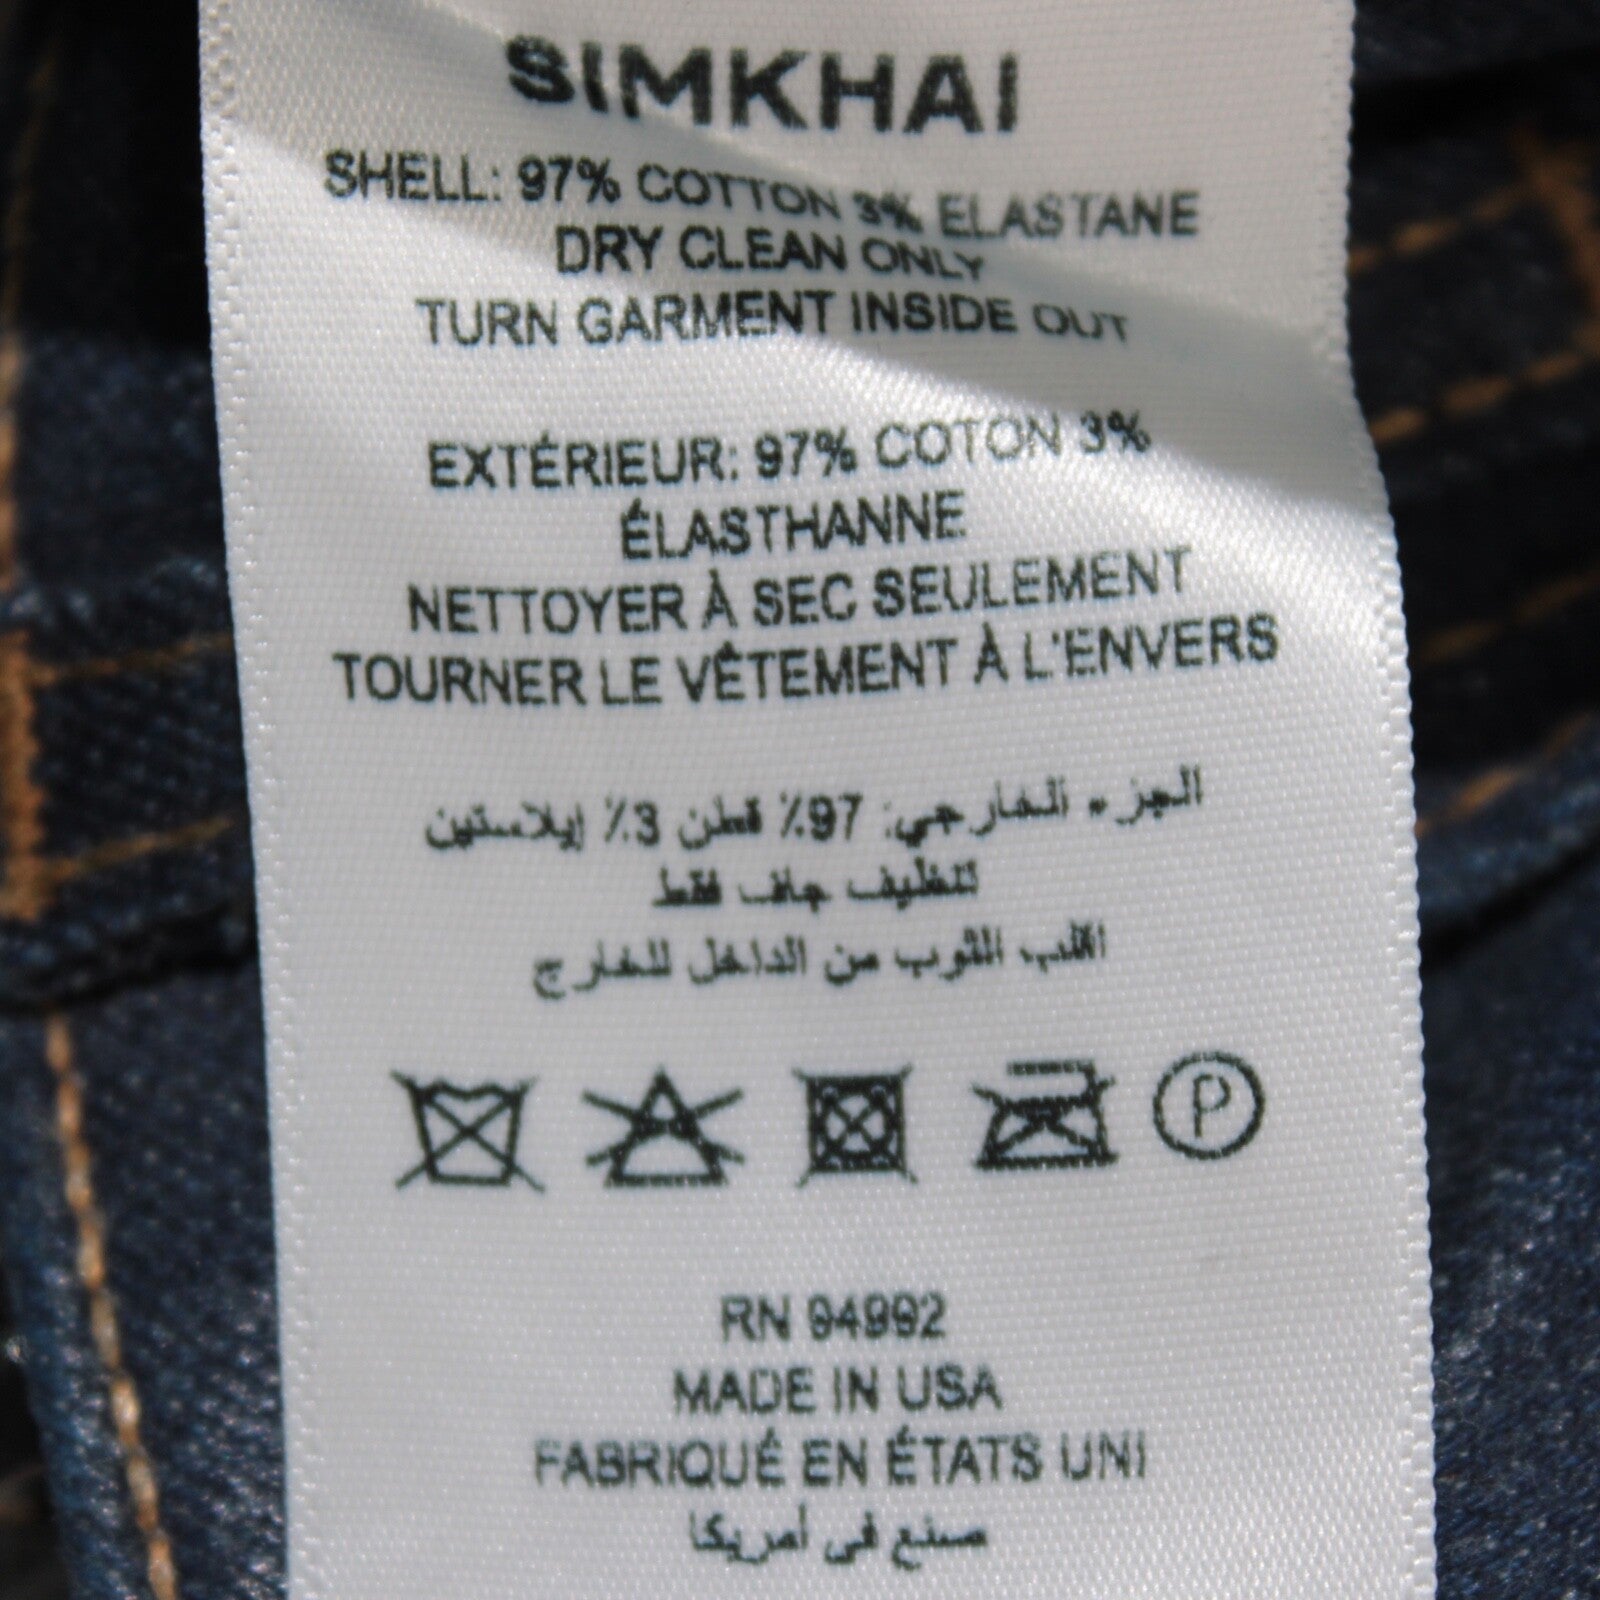 SIMKHAI
SHELL: 97% COTTON 3% ELASTANE
DRY CLEAN ONLY
TURN GARMENT INSIDE OUT
EXTÉRIEUR: 97% COTON 3%
ÉLASTHANNE
NETTOYER À SEC SEULEMENT
TOURNER LE VÊTEMENT À L'ENVERS
الجزء الخارجي: 97٪ قطن 3٪ إيلاستين
تنظيف جاف فقط
اقلب الثوب من الداخل للخارج
P
RN 94992
MADE IN USA
FABRIQUÉ EN ÉTATS UNI
صنع في أمريكا